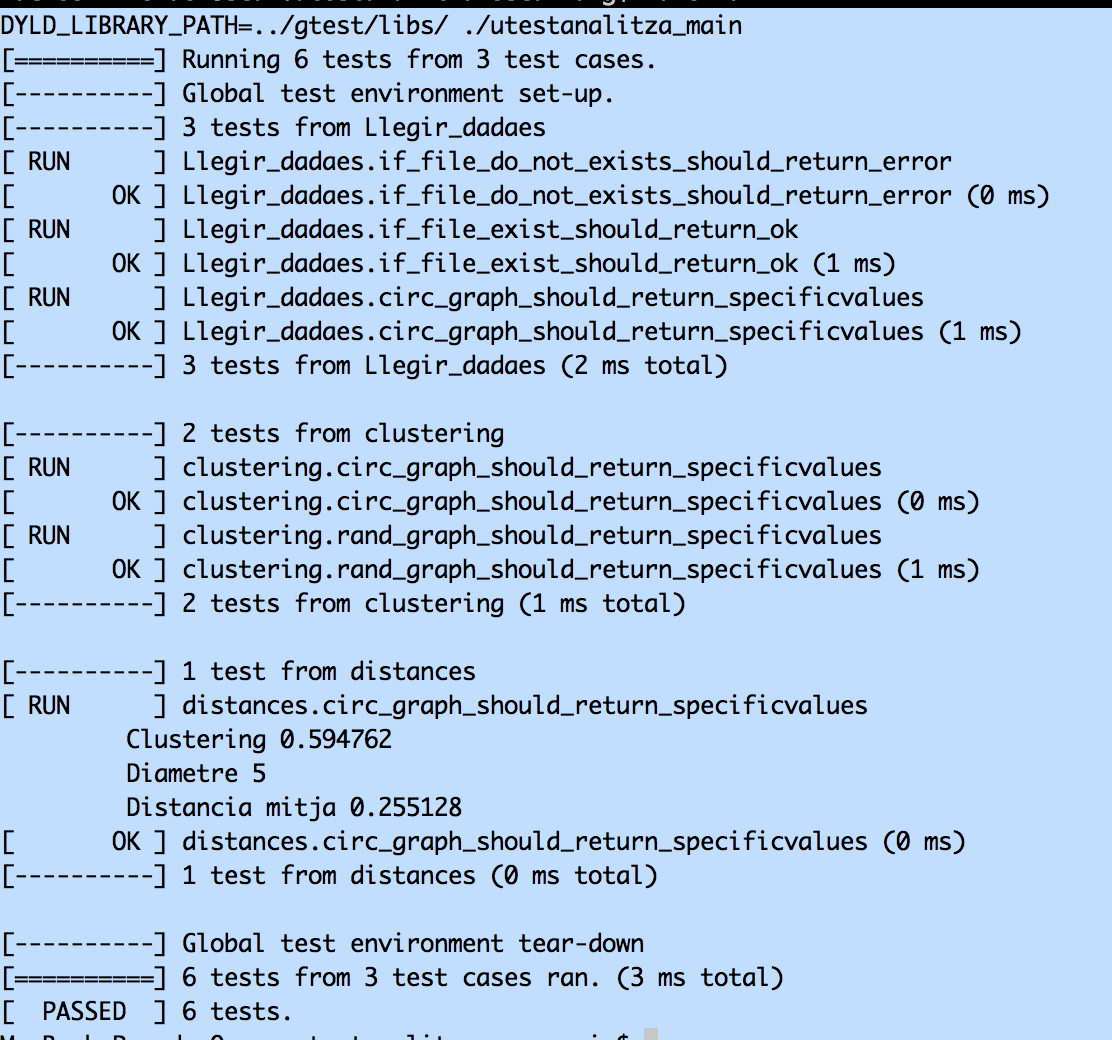 DYLD_LIBRARY_PATH=../gtest/libs/ ./utestanalitza_main
[==========] Running 6 tests from 3 test cases.
[----------] Global test environment set-up.
[----------] 3 tests from Llegir_dadaes
[ RUN      ] Llegir_dadaes.if_file_do_not_exists_should_return_error
[       OK ] Llegir_dadaes.if_file_do_not_exists_should_return_error (0 ms)
[ RUN      ] Llegir_dadaes.if_file_exist_should_return_ok
[       OK ] Llegir_dadaes.if_file_exist_should_return_ok (1 ms)
[ RUN      ] Llegir_dadaes.circ_graph_should_return_specificvalues
[       OK ] Llegir_dadaes.circ_graph_should_return_specificvalues (1 ms)
[----------] 3 tests from Llegir_dadaes (2 ms total)
[----------] 2 tests from clustering
[ RUN      ] clustering.circ_graph_should_return_specificvalues
[       OK ] clustering.circ_graph_should_return_specificvalues (0 ms)
[ RUN      ] clustering.rand_graph_should_return_specificvalues
[       OK ] clustering.rand_graph_should_return_specificvalues (1 ms)
[----------] 2 tests from clustering (1 ms total)
[----------] 1 test from distances
[ RUN      ] distances.circ_graph_should_return_specificvalues
Clustering 0.594762
Diametre 5
Distancia mitja 0.255128
[       OK ] distances.circ_graph_should_return_specificvalues (0 ms)
[----------] 1 test from distances (0 ms total)
[----------] Global test environment tear-down
[==========] 6 tests from 3 test cases ran. (3 ms total)
[  PASSED  ] 6 tests.